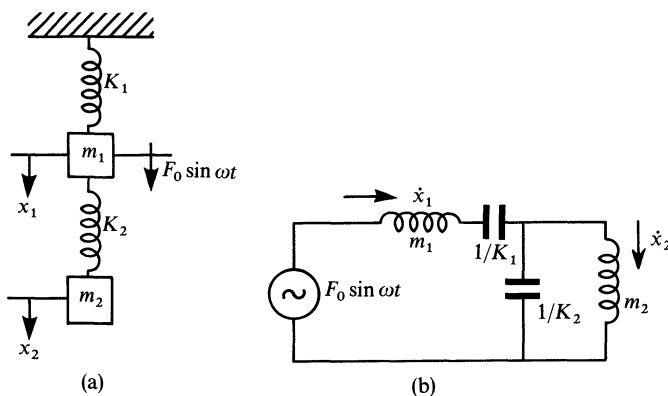 K₁
m₁
F₀ sin ωt
x₁
K₂
m₂
x₂
(a)
ẋ₁
m₁
1/K₁
ẋ₂
F₀ sin ωt
1/K₂
m₂
(b)